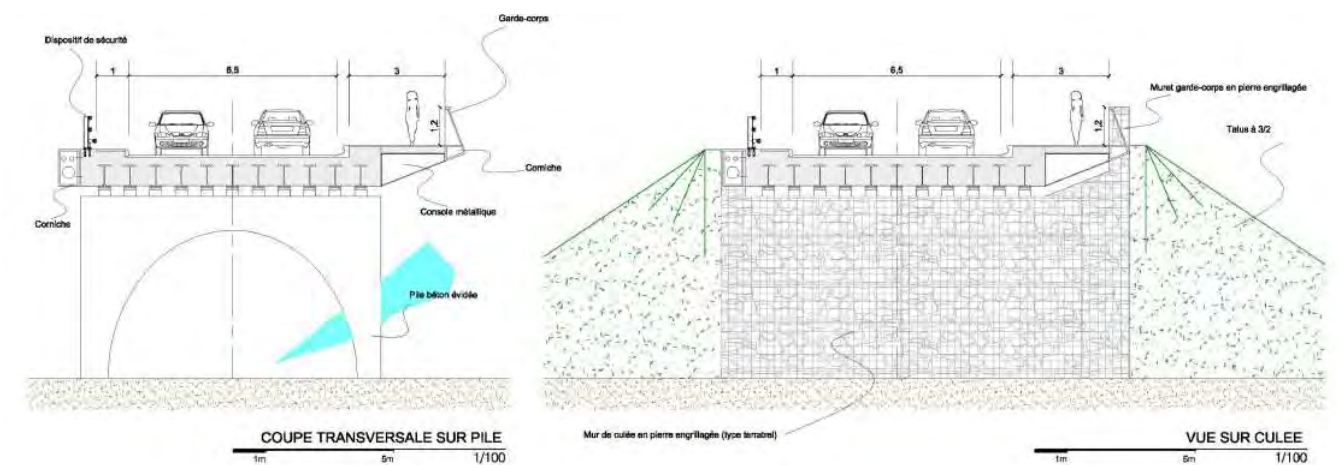 Garde-corps
Dispositif de sécurité
1
6,5
3
1,2
Corniche
Console métallique
Corniche
Pile béton évidée
COUPE TRANSVERSALE SUR PILE
1m
5m
1/100
1
6,5
3
1,2
Muret garde-corps en pierre engrillagée
Talus à 3/2
Mur de culée en pierre engrillagée (type terratrel)
VUE SUR CULEE
1m
5m
1/100